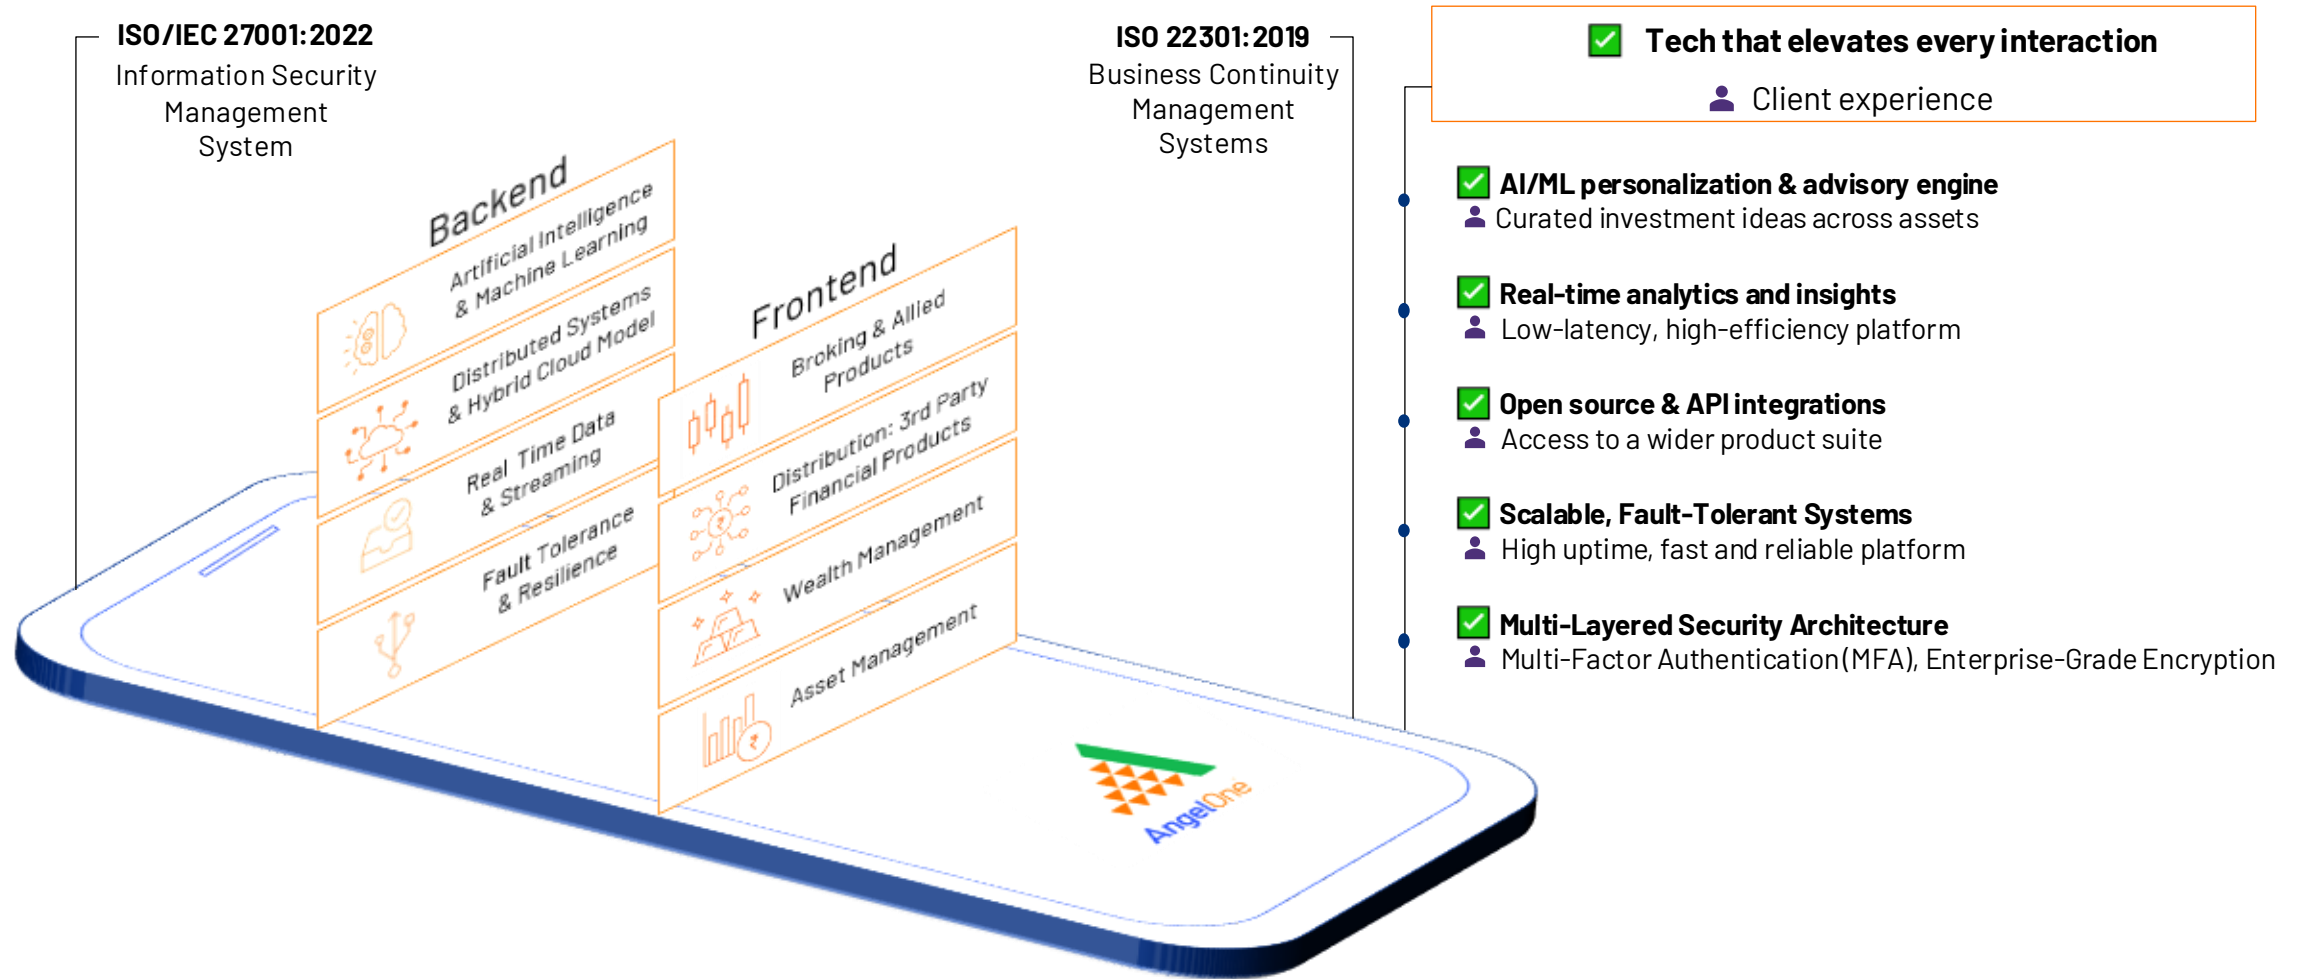 ISO/IEC 27001:2022
Information Security
Management
System
ISO 22301:2019
Business Continuity
Management
Systems
Backend
Artificial Intelligence
& Machine Learning
Distributed Systems
& Hybrid Cloud Model
Real Time Data
& Streaming
Fault Tolerance
& Resilience
Frontend
Broking & Allied
Products
Distribution: 3rd Party
Financial Products
Wealth Management
Asset Management
AngelOne
Tech that elevates every interaction
Client experience
AI/ML personalization & advisory engine
Curated investment ideas across assets
Real-time analytics and insights
Low-latency, high-efficiency platform
Open source & API integrations
Access to a wider product suite
Scalable, Fault-Tolerant Systems
High uptime, fast and reliable platform
Multi-Layered Security Architecture
Multi-Factor Authentication (MFA), Enterprise-Grade Encryption